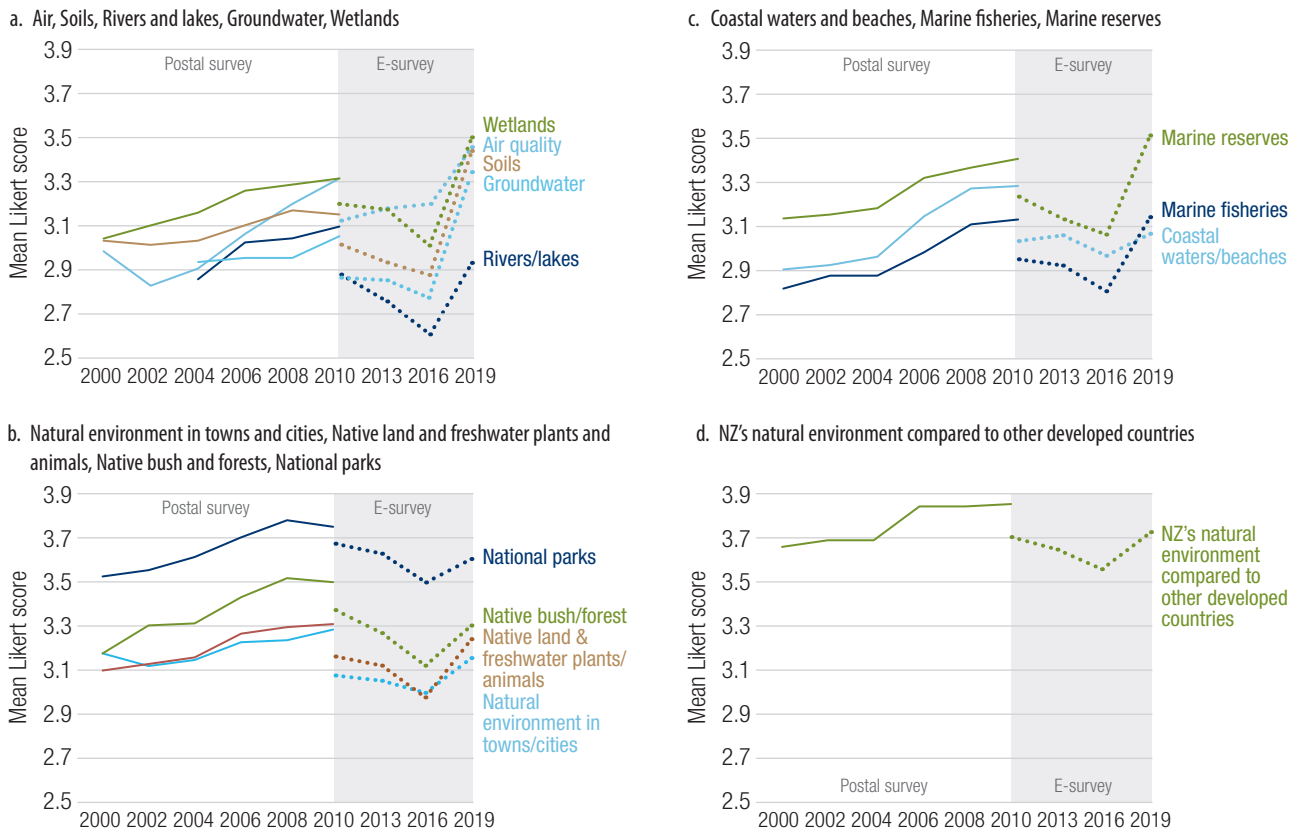 a. Air, Soils, Rivers and lakes, Groundwater, Wetlands
Postal survey
E-survey
Mean Likert score
3.9
3.7
3.5
3.3
3.1
2.9
2.7
2.5
2000 2002 2004 2006 2008 2010 2013 2016 2019
Wetlands
Air quality
Soils
Groundwater
Rivers/lakes
c. Coastal waters and beaches, Marine fisheries, Marine reserves
Postal survey
E-survey
Mean Likert score
3.9
3.7
3.5
3.3
3.1
2.9
2.7
2.5
2000 2002 2004 2006 2008 2010 2013 2016 2019
Marine reserves
Marine fisheries
Coastal
waters/beaches
b. Natural environment in towns and cities, Native land and freshwater plants and
animals, Native bush and forests, National parks
Postal survey
E-survey
Mean Likert score
3.9
3.7
3.5
3.3
3.1
2.9
2.7
2.5
2000 2002 2004 2006 2008 2010 2013 2016 2019
National parks
Native bush/forest
Native land &
freshwater plants/
animals
Natural
environment in
towns/cities
d. NZ's natural environment compared to other developed countries
Mean Likert score
3.9
3.7
3.5
3.3
3.1
2.9
2.7
2.5
Postal survey
E-survey
2000 2002 2004 2006 2008 2010 2013 2016 2019
NZ's natural
environment
compared to
other developed
countries